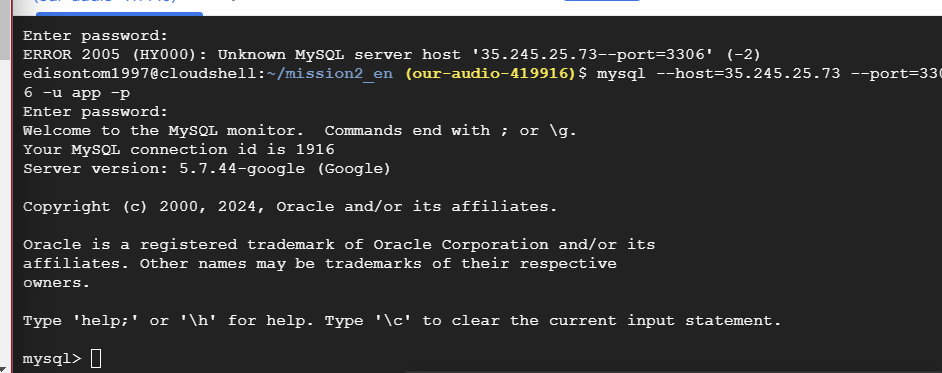 Enter password:
ERROR 2005 (HY000): Unknown MySQL server host '35.245.25.73--port=3306' (-2)
edisontom1997@cloudshell:~/mission2_en (our-audio-419916)$ mysql --host=35.245.25.73 --port=330
6 -u app -p
Enter password:
Welcome to the MySQL monitor.  Commands end with ; or \g.
Your MySQL connection id is 1916
Server version: 5.7.44-google (Google)
Copyright (c) 2000, 2024, Oracle and/or its affiliates.
Oracle is a registered trademark of Oracle Corporation and/or its
affiliates. Other names may be trademarks of their respective
owners.
Type 'help;' or '\h' for help. Type '\c' to clear the current input statement.
mysql>